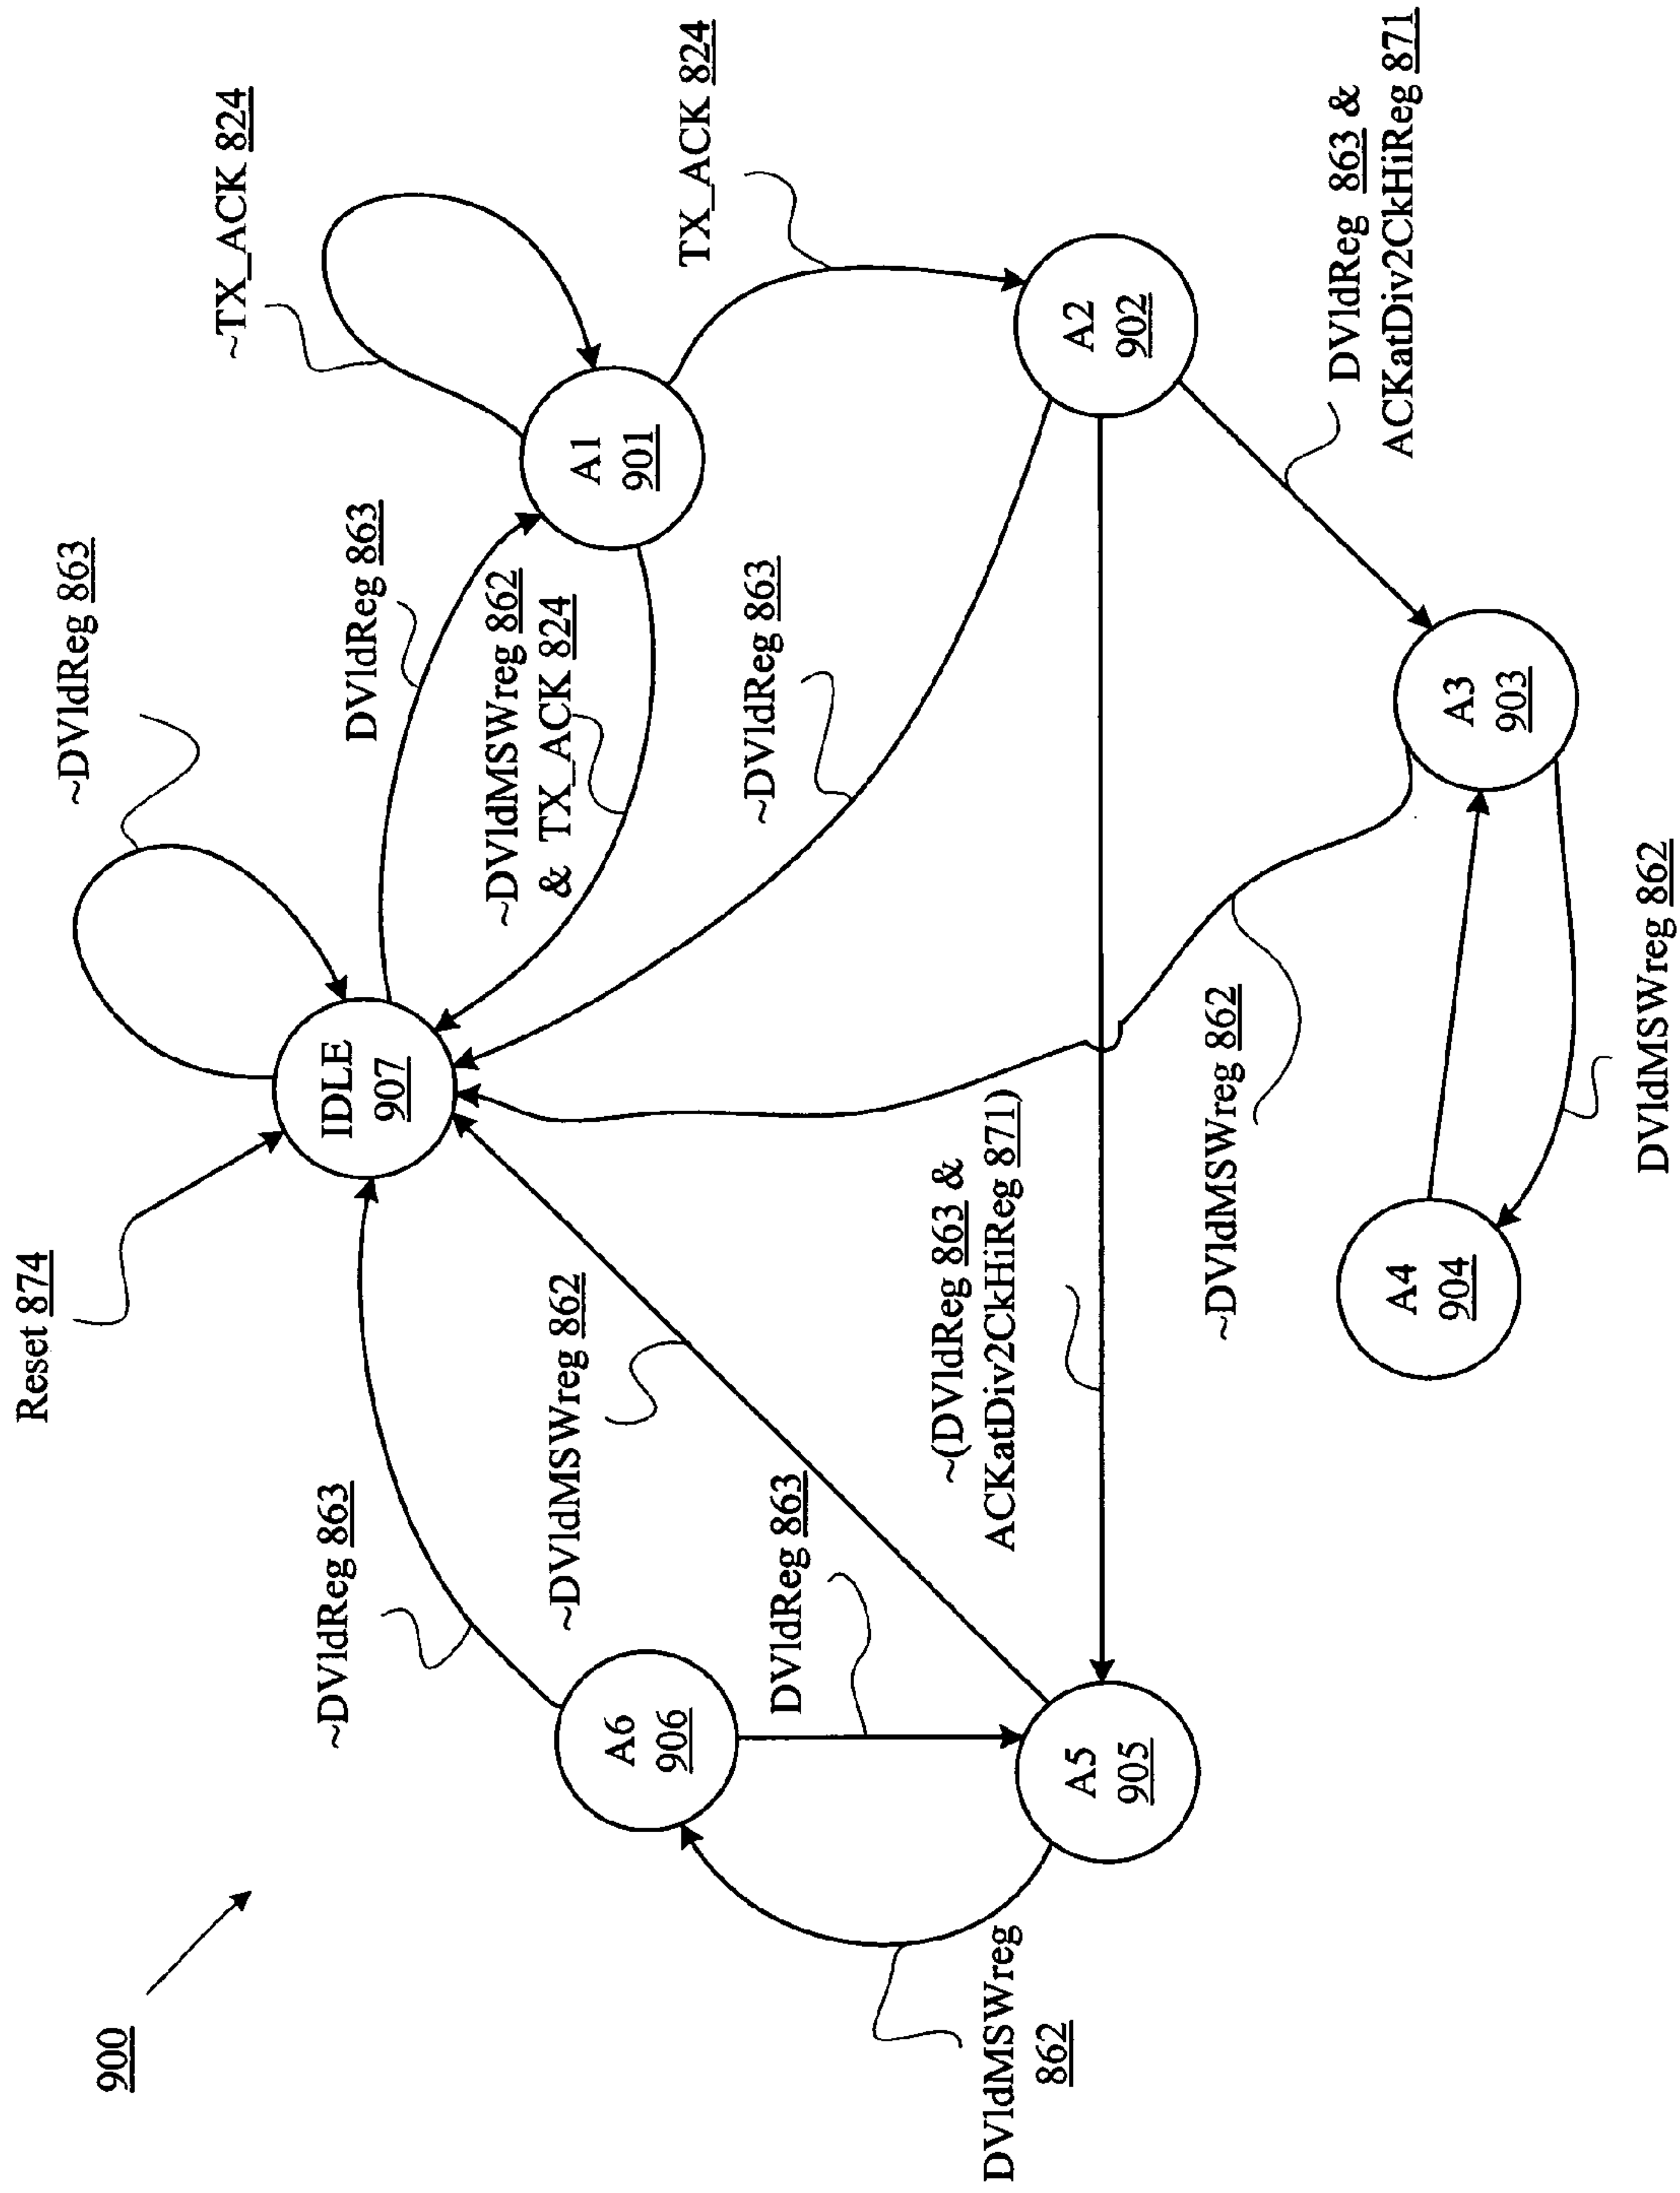 900
Reset 874
~DVldReg 863
~TX_ACK 824
IDLE
907
DVldReg 863
A1
901
TX_ACK 824
~DVldMSWreg 862
& TX_ACK 824
~DVldReg 863
~DVldMSWreg 862
A6
906
DVldReg 863
~DVldReg 863
A2
902
~(DVldReg 863 &
ACKatDiv2CkHiReg 871)
DVldMSWreg
862
A5
905
~DVldMSWreg 862
DVldReg 863 &
ACKatDiv2CkHiReg 871
A4
904
A3
903
DVldMSWreg 862